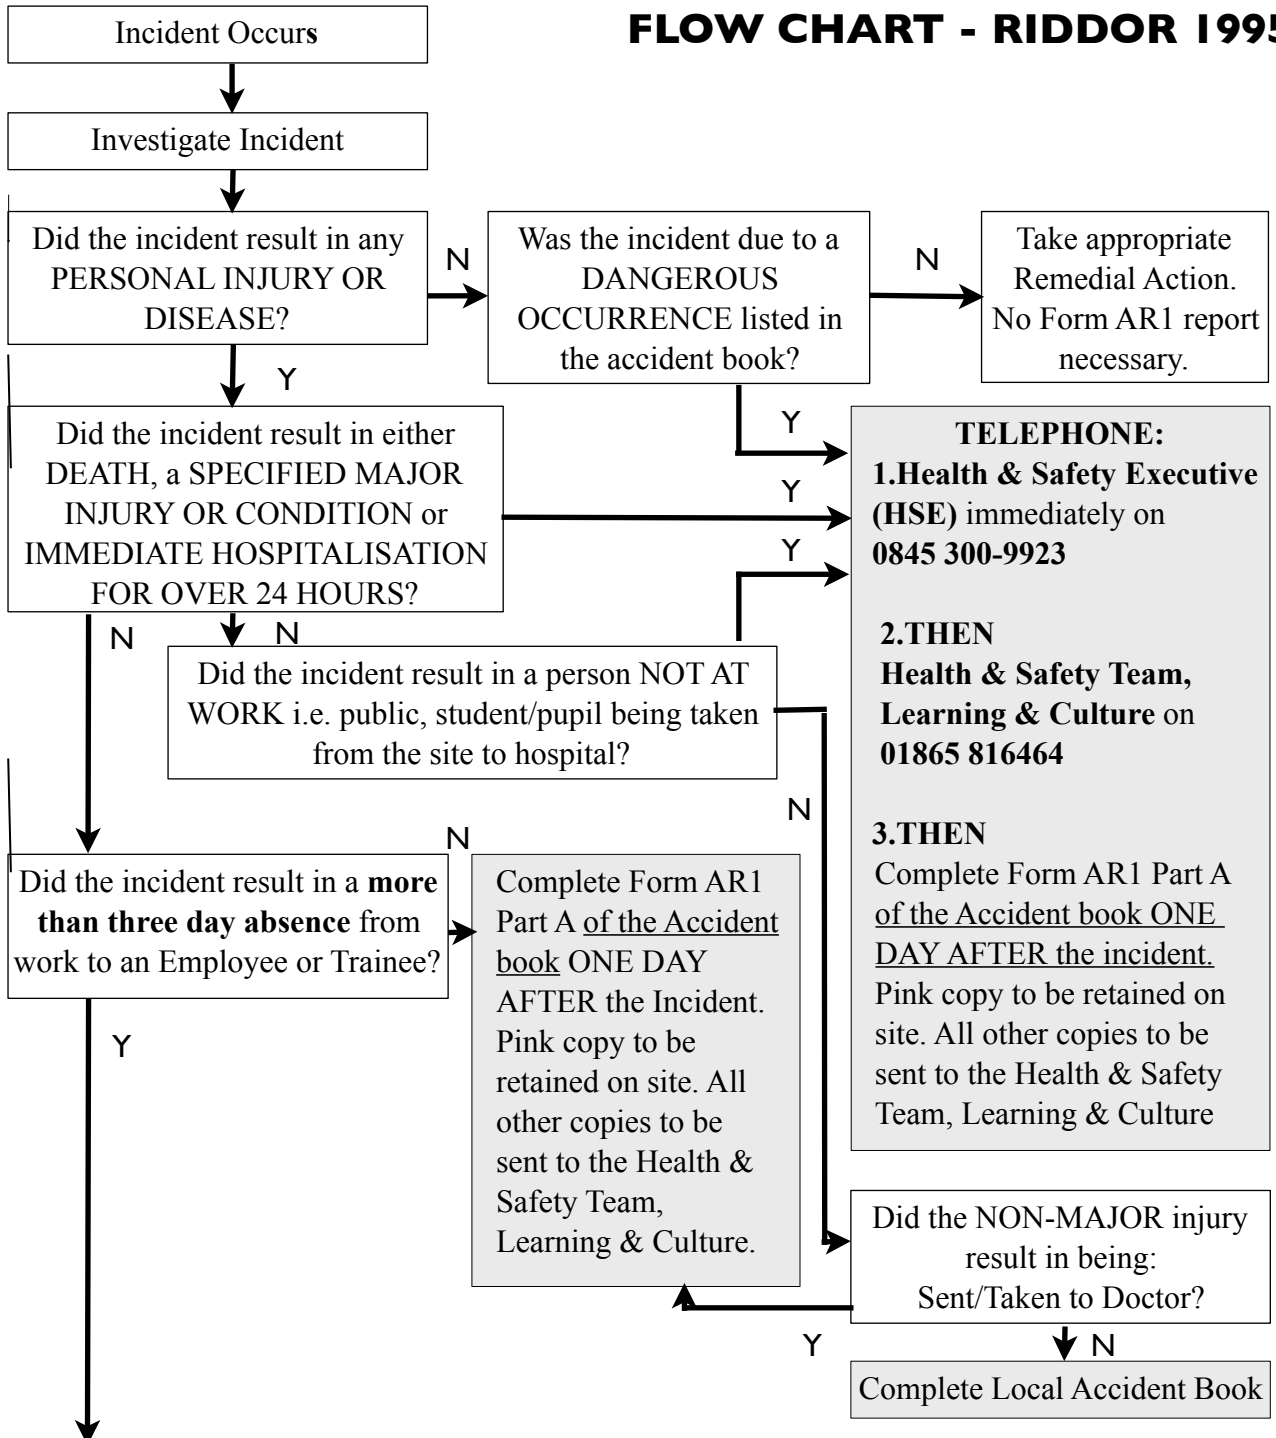 FLOW CHART - RIDDOR 1995
Incident Occurs
Investigate Incident
Did the incident result in any
PERSONAL INJURY OR
DISEASE?
N
Was the incident due to a
DANGEROUS
OCCURRENCE listed in
the accident book?
N
Take appropriate
Remedial Action.
No Form AR1 report
necessary.
Y
Y
Did the incident result in either
DEATH, a SPECIFIED MAJOR
INJURY OR CONDITION or
IMMEDIATE HOSPITALISATION
FOR OVER 24 HOURS?
Y
Y
TELEPHONE:
1.Health & Safety Executive
(HSE) immediately on
0845 300-9923
2.THEN
Health & Safety Team,
Learning & Culture on
01865 816464
3.THEN
Complete Form AR1 Part A
of the Accident book ONE
DAY AFTER the incident.
Pink copy to be retained on
site. All other copies to be
sent to the Health & Safety
Team, Learning & Culture
N
N
Did the incident result in a person NOT AT
WORK i.e. public, student/pupil being taken
from the site to hospital?
N
Did the incident result in a more
than three day absence from
work to an Employee or Trainee?
N
Y
Complete Form AR1
Part A of the Accident
book ONE DAY
AFTER the Incident.
Pink copy to be
retained on site. All
other copies to be
sent to the Health &
Safety Team,
Learning & Culture.
Did the NON-MAJOR injury
result in being:
Sent/Taken to Doctor?
Y
N
Complete Local Accident Book